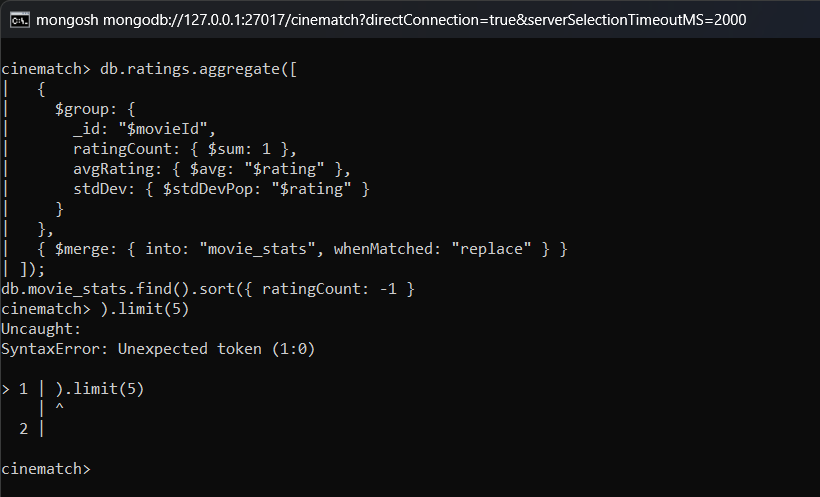 C:\. mongosh mongodb://127.0.0.1:27017/cinematch?directConnection=true&serverSelectionTimeoutMS=2000
cinematch> db.ratings.aggregate([
|   {
|     $group: {
|       _id: "$movieId",
|       ratingCount: { $sum: 1 },
|       avgRating: { $avg: "$rating" },
|       stdDev: { $stdDevPop: "$rating" }
|     }
|   },
|   { $merge: { into: "movie_stats", whenMatched: "replace" } }
| ]);
db.movie_stats.find().sort({ ratingCount: -1 }
cinematch> ).limit(5)
Uncaught:
SyntaxError: Unexpected token (1:0)
> 1 | ).limit(5)
    | ^
  2 |
cinematch>